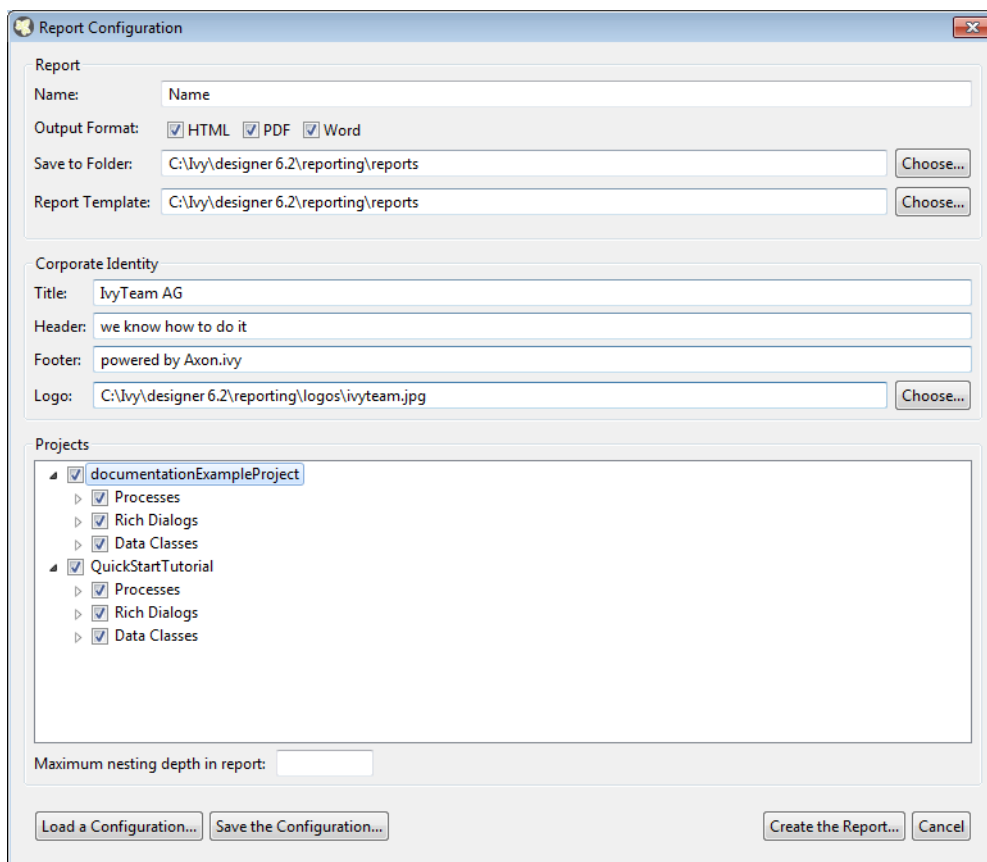 Report Configuration
Report
Name: Name
Output Format: HTML PDF Word
Save to Folder: C:\Ivy\designer 6.2\reporting\reports Choose...
Report Template: C:\Ivy\designer 6.2\reporting\reports Choose...
Corporate Identity
Title: IvyTeam AG
Header: we know how to do it
Footer: powered by Axon.ivy
Logo: C:\Ivy\designer 6.2\reporting\logos\ivyteam.jpg Choose...
Projects
documentationExampleProject
Processes
Rich Dialogs
Data Classes
QuickStartTutorial
Processes
Rich Dialogs
Data Classes
Maximum nesting depth in report:
Load a Configuration... Save the Configuration... Create the Report... Cancel